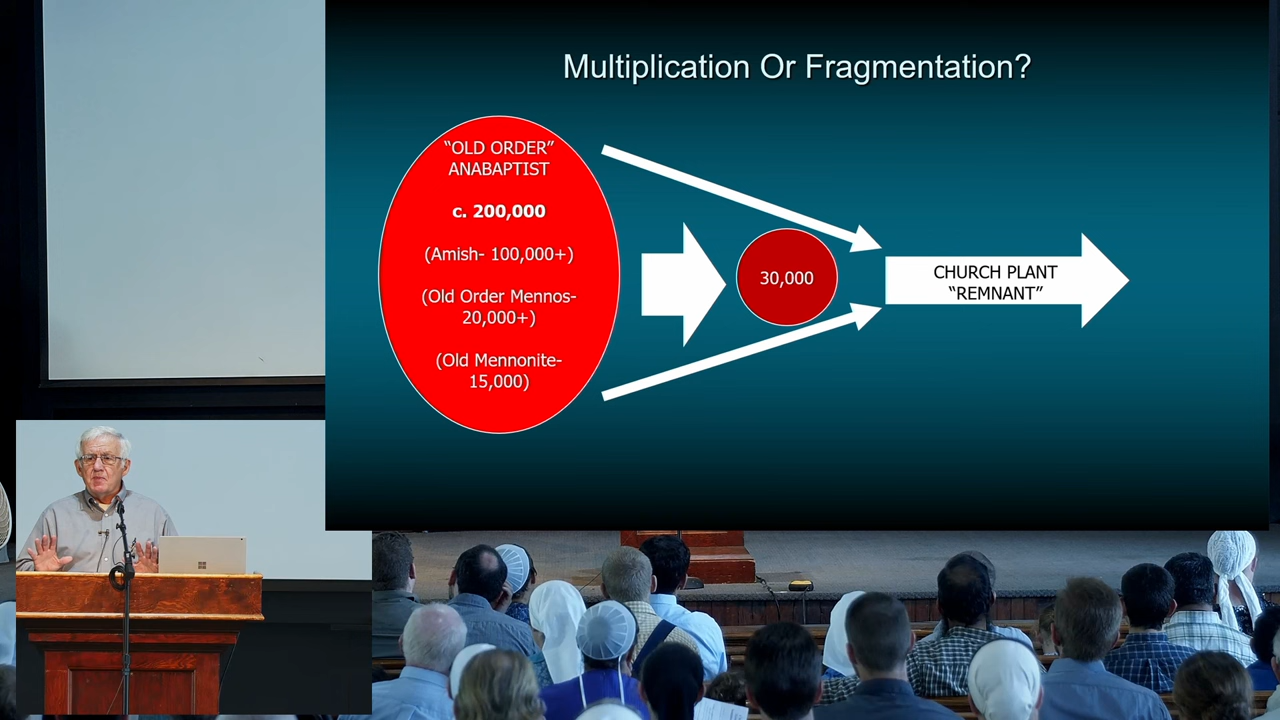 Multiplication Or Fragmentation?
“OLD ORDER”
ANABAPTIST
c. 200,000
(Amish- 100,000+)
(Old Order Mennos-
20,000+)
(Old Mennonite-
15,000)
30,000
CHURCH PLANT
“REMNANT”